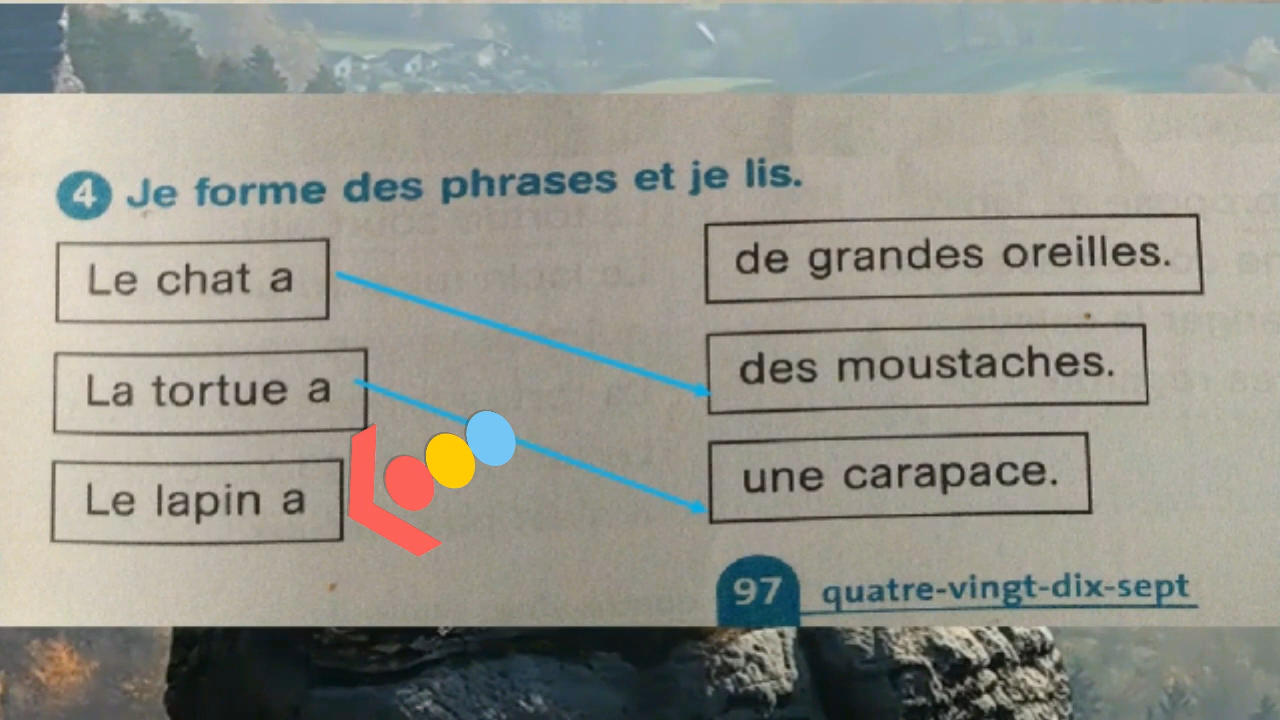 4 Je forme des phrases et je lis.
Le chat a
de grandes oreilles.
La tortue a
des moustaches.
Le lapin a
une carapace.
97 quatre-vingt-dix-sept